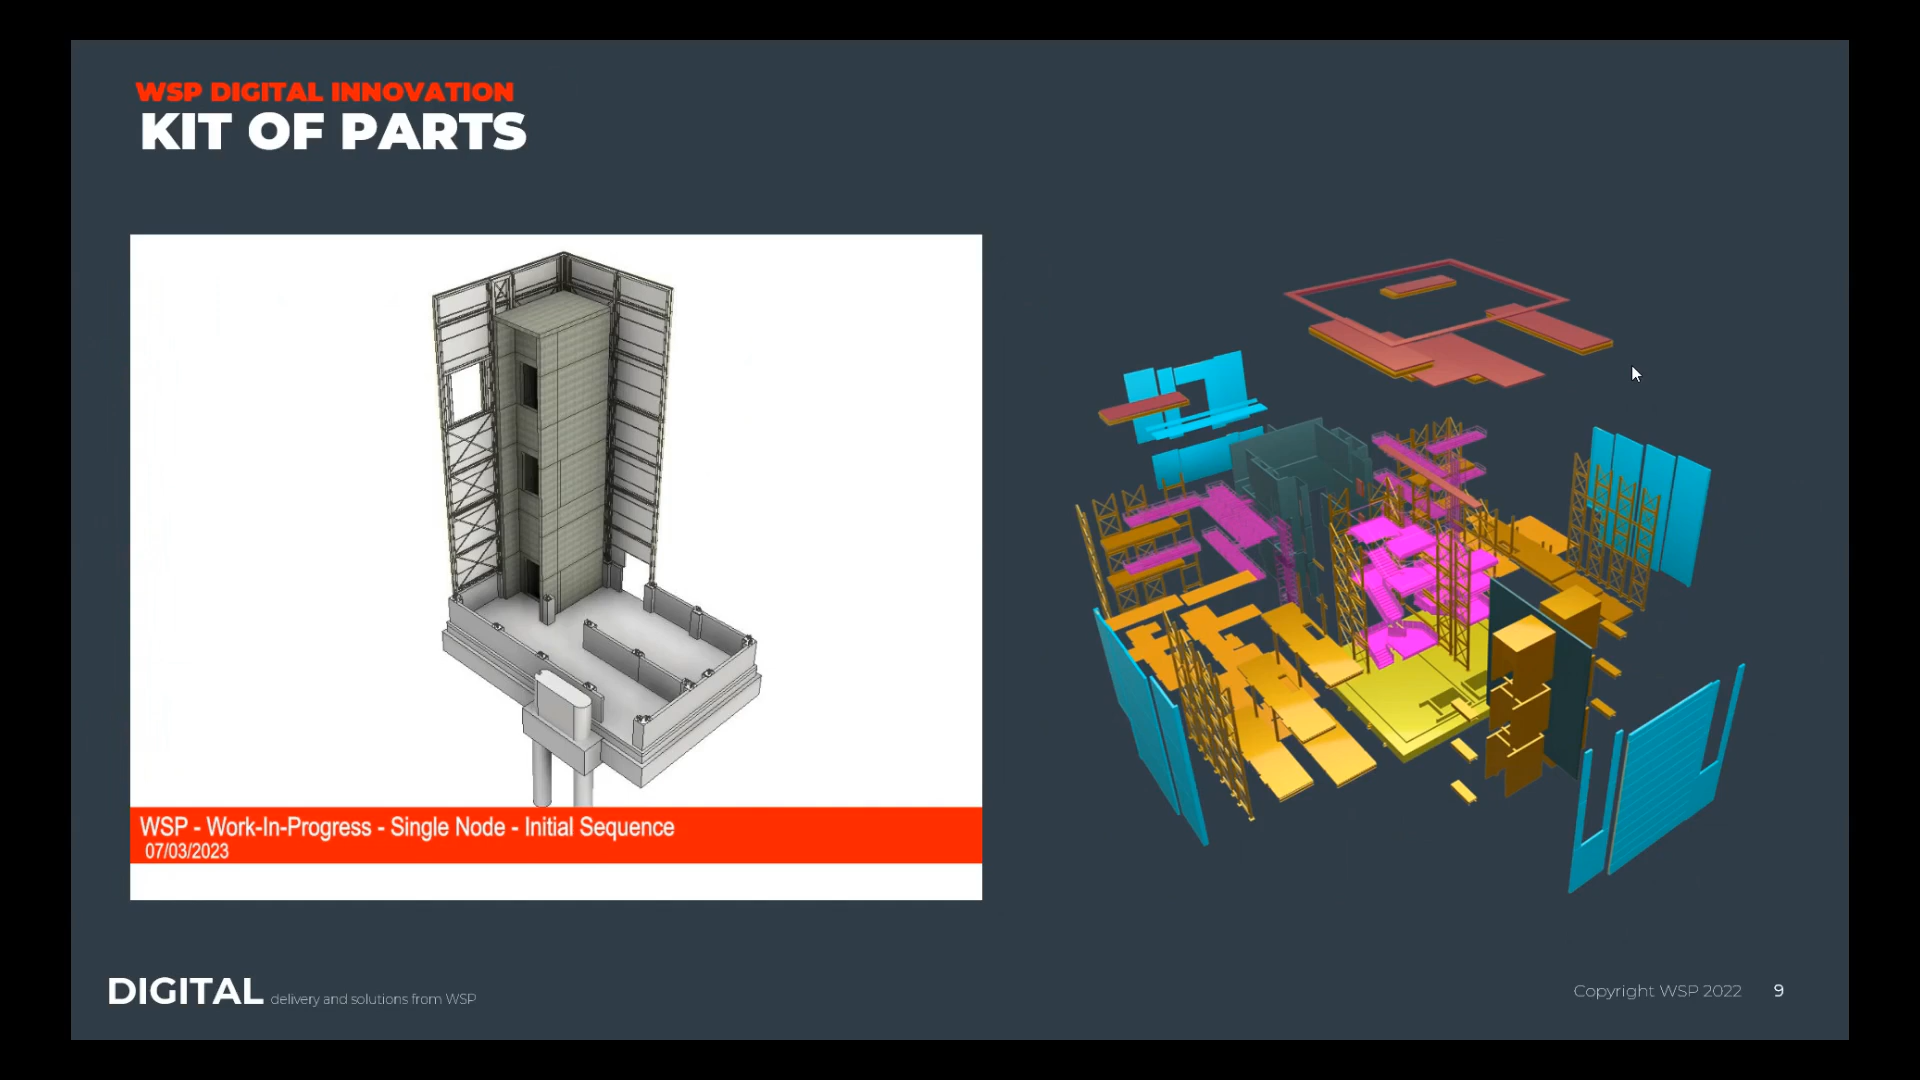 WSP DIGITAL INNOVATION
KIT OF PARTS
WSP - Work-In-Progress - Single Node - Initial Sequence
07/03/2023
DIGITAL delivery and solutions from WSP
Copyright WSP 2022 9